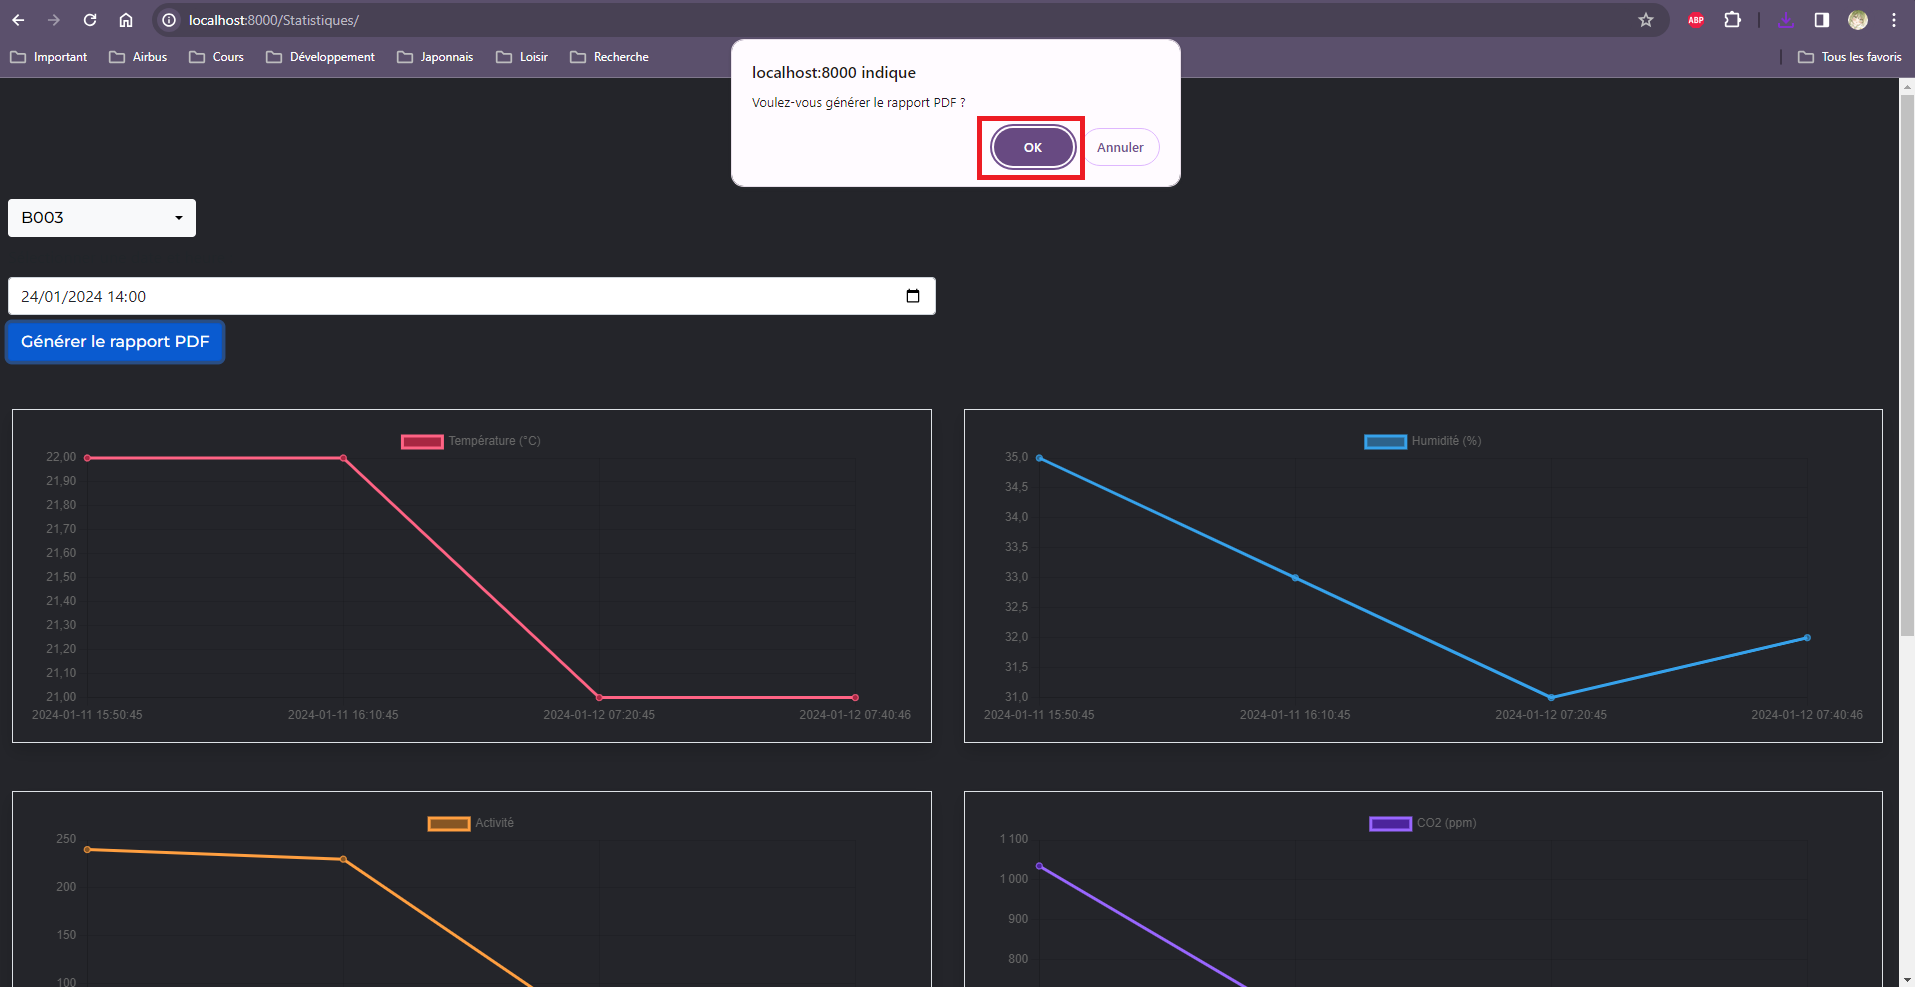 localhost:8000/Statistiques/
ABP
Important Airbus Cours Développement Japonnais Loisir Recherche Tous les favoris
localhost:8000 indique
Voulez-vous générer le rapport PDF ?
OK Annuler
B003
24/01/2024 14:00
Générer le rapport PDF
Température (°C)
22,00
21,90
21,80
21,70
21,60
21,50
21,40
21,30
21,20
21,10
21,00
2024-01-11 15:50:45 2024-01-11 16:10:45 2024-01-12 07:20:45 2024-01-12 07:40:46
Humidité (%)
35,0
34,5
34,0
33,5
33,0
32,5
32,0
31,5
31,0
2024-01-11 15:50:45 2024-01-11 16:10:45 2024-01-12 07:20:45 2024-01-12 07:40:46
Activité
250
200
150
100
CO2 (ppm)
1 100
1 000
900
800